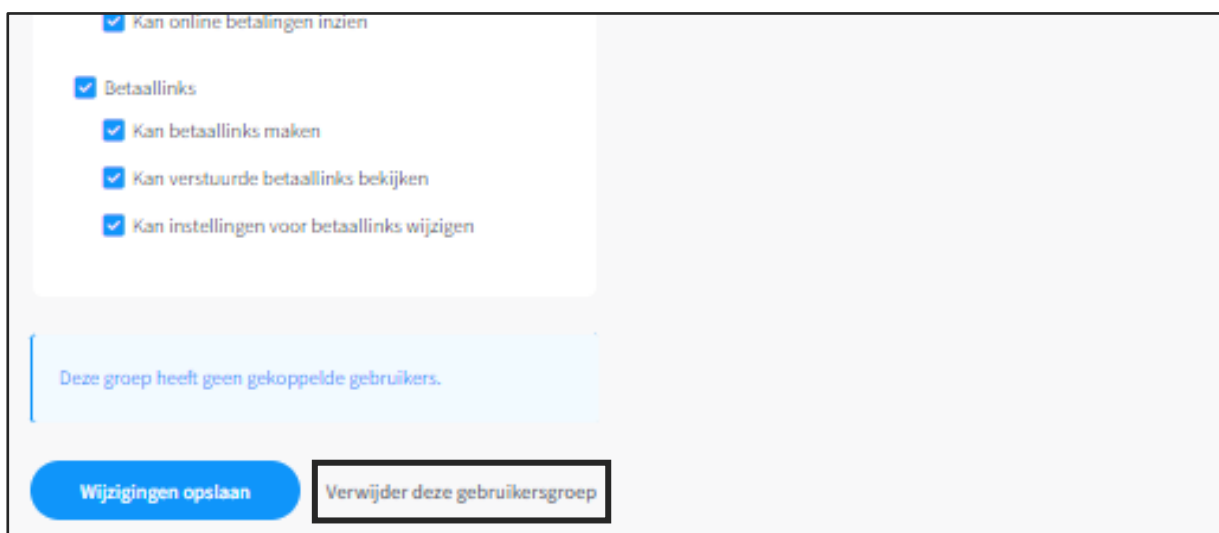 Kan online betalingen inzien
Betaallinks
Kan betaallinks maken
Kan verstuurde betaallinks bekijken
Kan instellingen voor betaallinks wijzigen
Deze groep heeft geen gekoppelde gebruikers.
Wijzigingen opslaan
Verwijder deze gebruikersgroep